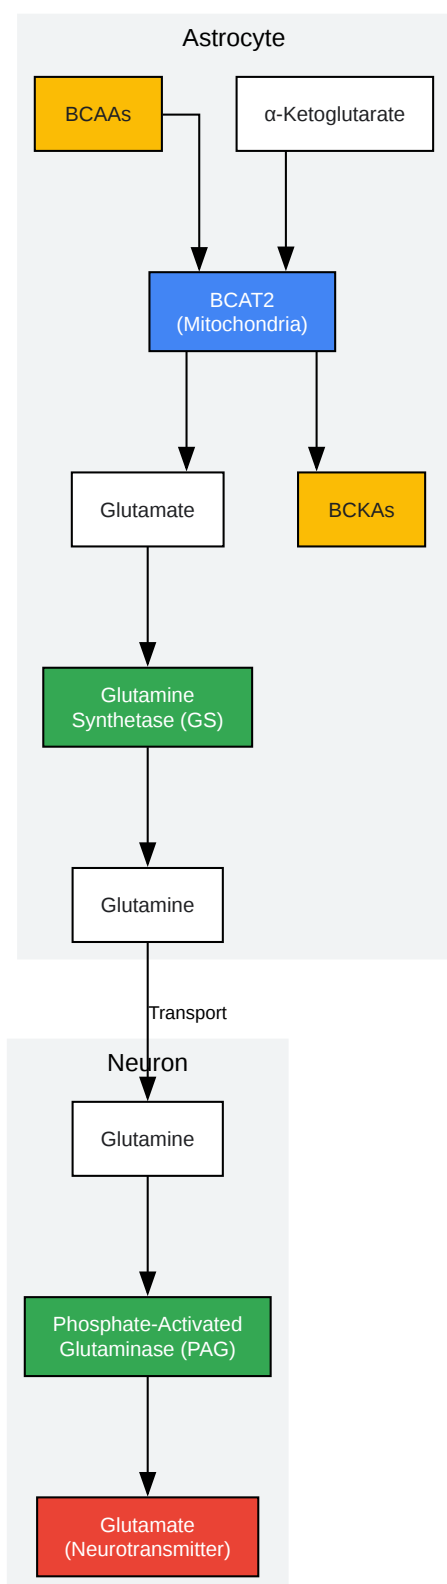 Astrocyte
BCAAs
α-Ketoglutarate
BCAT2
(Mitochondria)
Glutamate
BCKAs
Glutamine
Synthetase (GS)
Glutamine
Transport
Neuron
Glutamine
Phosphate-Activated
Glutaminase (PAG)
Glutamate
(Neurotransmitter)